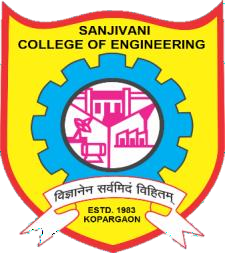 SANJIVANI
COLLEGE OF ENGINEERING
विज्ञानेन सर्वमिदं विहितम्
ESTD. 1983
KOPARGAON